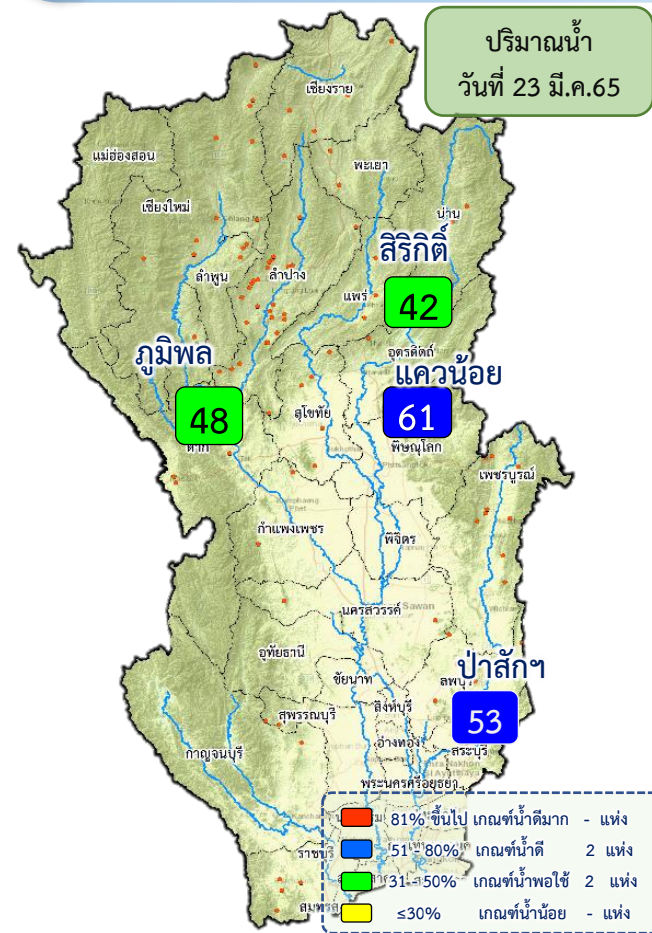 ปริมาณน้ำ
วันที่ 23 มี.ค.65
เชียงราย
แม่ฮ่องสอน
พะเยา
เชียงใหม่
น่าน
สิริกิติ์
ลำพูน
ลำปาง
แพร่
42
อุตรดิตถ์
ภูมิพล
แควน้อย
48
สุโขทัย
61
ตาก
พิษณุโลก
เพชรบูรณ์
กำแพงเพชร
พิจิตร
นครสวรรค์
Sawan
อุทัยธานี
ชัยนาท
ป่าสักฯ
ลพบุรี
สิงห์บุรี
สุพรรณบุรี
53
อ่างทอง
สระบุรี
กาญจนบุรี
พระนครศรีอยุธยา
81% ขึ้นไป เกณฑ์น้ำดีมาก - แห่ง
51 - 80% เกณฑ์น้ำดี 2 แห่ง
ราชบุรี
31 - 50% เกณฑ์น้ำพอใช้ 2 แห่ง
≤30% เกณฑ์น้ำน้อย - แห่ง